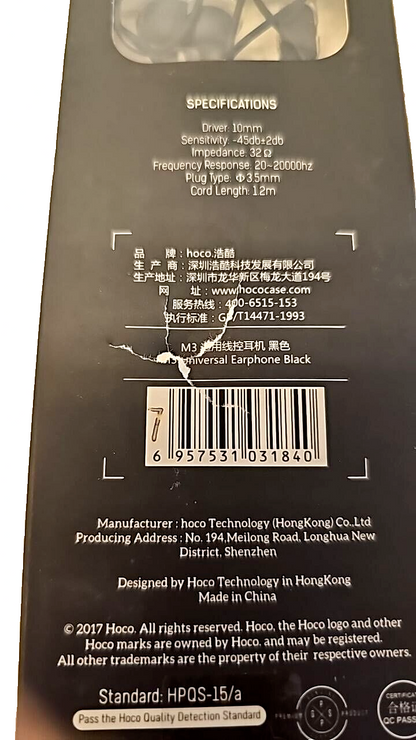 SPECIFICATIONS
Driver: 10mm
Sensitivity: -45db±2db
Impedance: 32 Ω
Frequency Response: 20~20000hz
Plug Type: Φ3.5mm
Cord Length: 1.2m
品 牌：hoco.浩酷
生 产 商：深圳浩酷科技发展有限公司
生产地址：深圳市龙华新区梅龙大道194号
网 址：www.hococase.com
服务热线：400-6515-153
执行标准：GB/T14471-1993
M3 通用线控耳机 黑色
Universal Earphone Black
7
6 957531 031840
Manufacturer : hoco Technology (HongKong) Co.,Ltd
Producing Address : No. 194,Meilong Road, Longhua New
District, Shenzhen
Designed by Hoco Technology in HongKong
Made in China
© 2017 Hoco. All rights reserved. Hoco, the Hoco logo and other
Hoco marks are owned by Hoco. and may be registered.
All other trademarks are the property of their respective owners.
Standard: HPQS-15/a
Pass the Hoco Quality Detection Standard
PREMIUM PRODUCT
合格证
QC PASS